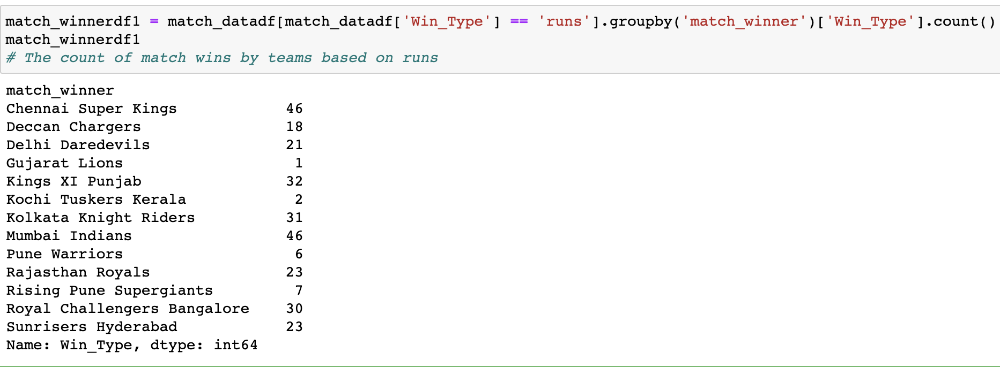 match_winnerdf1 = match_datadf[match_datadf['Win_Type'] == 'runs'].groupby('match_winner')['Win_Type'].count()
match_winnerdf1
# The count of match wins by teams based on runs
match_winner
Chennai Super Kings 46
Deccan Chargers 18
Delhi Daredevils 21
Gujarat Lions 1
Kings XI Punjab 32
Kochi Tuskers Kerala 2
Kolkata Knight Riders 31
Mumbai Indians 46
Pune Warriors 6
Rajasthan Royals 23
Rising Pune Supergiants 7
Royal Challengers Bangalore 30
Sunrisers Hyderabad 23
Name: Win_Type, dtype: int64